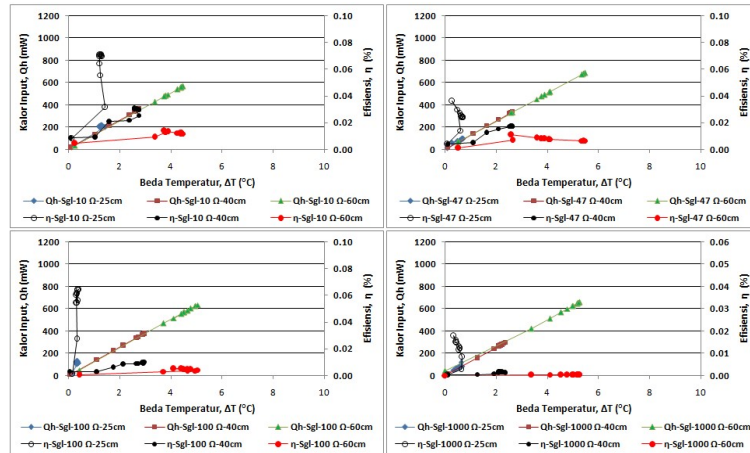 1200
1000
800
600
400
200
0
0 2 4 6 8 10
0.10
0.08
0.06
0.04
0.02
0.00
Kalor Input, Qh (mW)
Efisiensi, η (%)
Beda Temperatur, ΔT (°C)
Qh-Sgl-10 Ω-25cm Qh-Sgl-10 Ω-40cm Qh-Sgl-10 Ω-60cm
η-Sgl-10 Ω-25cm η-Sgl-10 Ω-40cm η-Sgl-10 Ω-60cm
1200
1000
800
600
400
200
0
0 2 4 6 8 10
0.10
0.08
0.06
0.04
0.02
0.00
Kalor Input, Qh (mW)
Efisiensi, η (%)
Beda Temperatur, ΔT (°C)
Qh-Sgl-47 Ω-25cm Qh-Sgl-47 Ω-40cm Qh-Sgl-47 Ω-60cm
η-Sgl-47 Ω-25cm η-Sgl-47 Ω-40cm η-Sgl-47 Ω-60cm
1200
1000
800
600
400
200
0
0 2 4 6 8 10
0.10
0.08
0.06
0.04
0.02
0.00
Kalor Input, Qh (mW)
Efisiensi, η (%)
Beda Temperatur, ΔT (°C)
Qh-Sgl-100 Ω-25cm Qh-Sgl-100 Ω-40cm Qh-Sgl-100 Ω-60cm
η-Sgl-100 Ω-25cm η-Sgl-100 Ω-40cm η-Sgl-100 Ω-60cm
1200
1000
800
600
400
200
0
0 2 4 6 8 10
0.06
0.05
0.04
0.03
0.02
0.01
0.00
Kalor Input, Qh (mW)
Efisiensi, η (%)
Beda Temperatur, ΔT (°C)
Qh-Sgl-1000 Ω-25cm Qh-Sgl-1000 Ω-40cm Qh-Sgl-1000 Ω-60cm
η-Sgl-1000 Ω-25cm η-Sgl-1000 Ω-40cm η-Sgl-1000 Ω-60cm